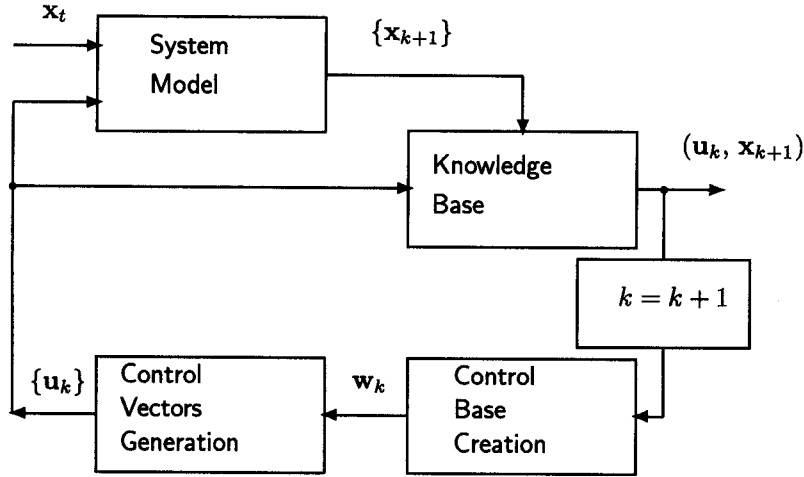 x_t
System
Model
{x_{k+1}}
Knowledge
Base
(u_k, x_{k+1})
k = k + 1
{u_k}
Control
Vectors
Generation
w_k
Control
Base
Creation